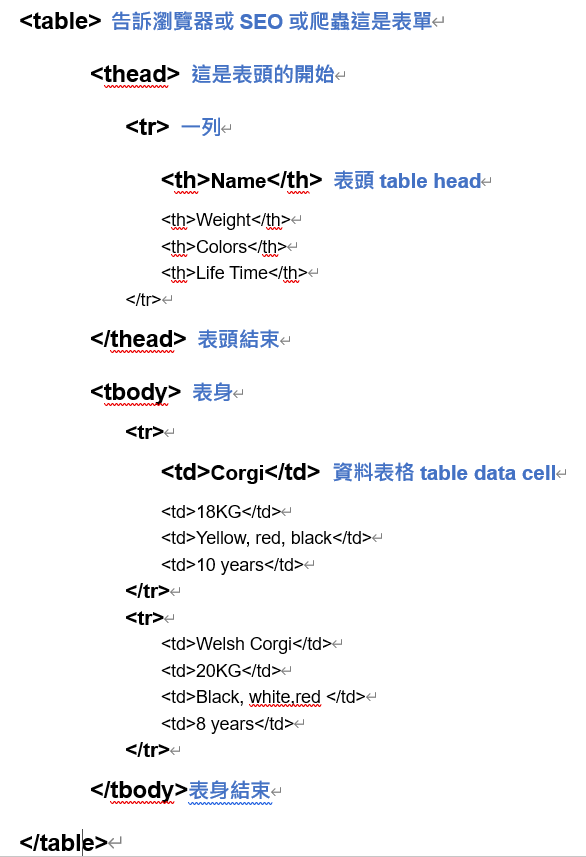 <table> 告訴瀏覽器或 SEO 或爬蟲這是表單
<thead> 這是表頭的開始
<tr> 一列
<th>Name</th> 表頭 table head
<th>Weight</th>
<th>Colors</th>
<th>Life Time</th>
</tr>
</thead> 表頭結束
<tbody> 表身
<tr>
<td>Corgi</td> 資料表格 table data cell
<td>18KG</td>
<td>Yellow, red, black</td>
<td>10 years</td>
</tr>
<tr>
<td>Welsh Corgi</td>
<td>20KG</td>
<td>Black, white,red </td>
<td>8 years</td>
</tr>
</tbody>表身結束
</table>